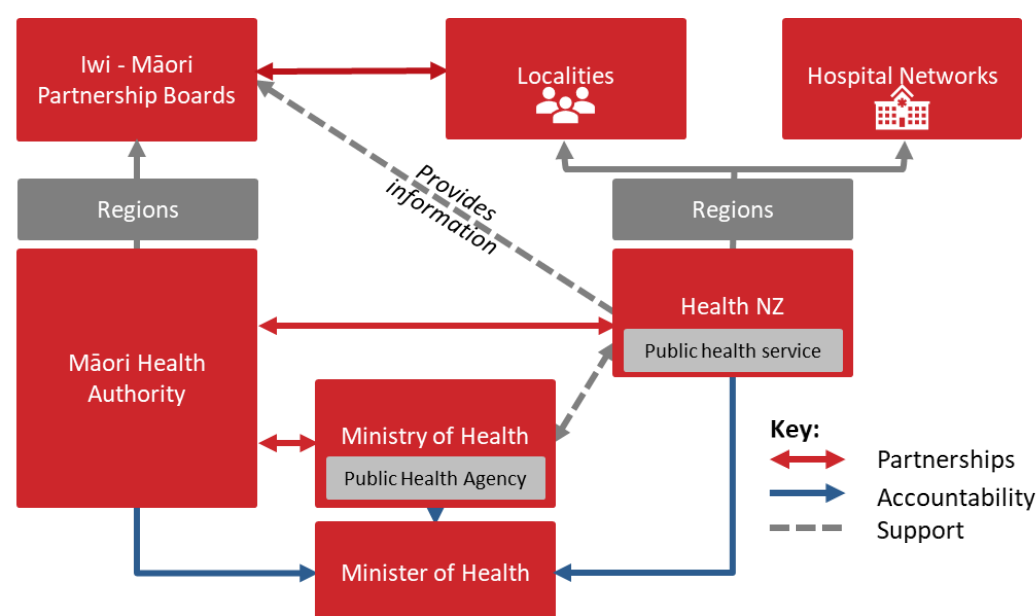 Iwi - Māori
Partnership Boards
Localities
Hospital Networks
Provides
information
Regions
Regions
Māori Health
Authority
Health NZ
Public health service
Ministry of Health
Public Health Agency
Minister of Health
Key:
Partnerships
Accountability
Support